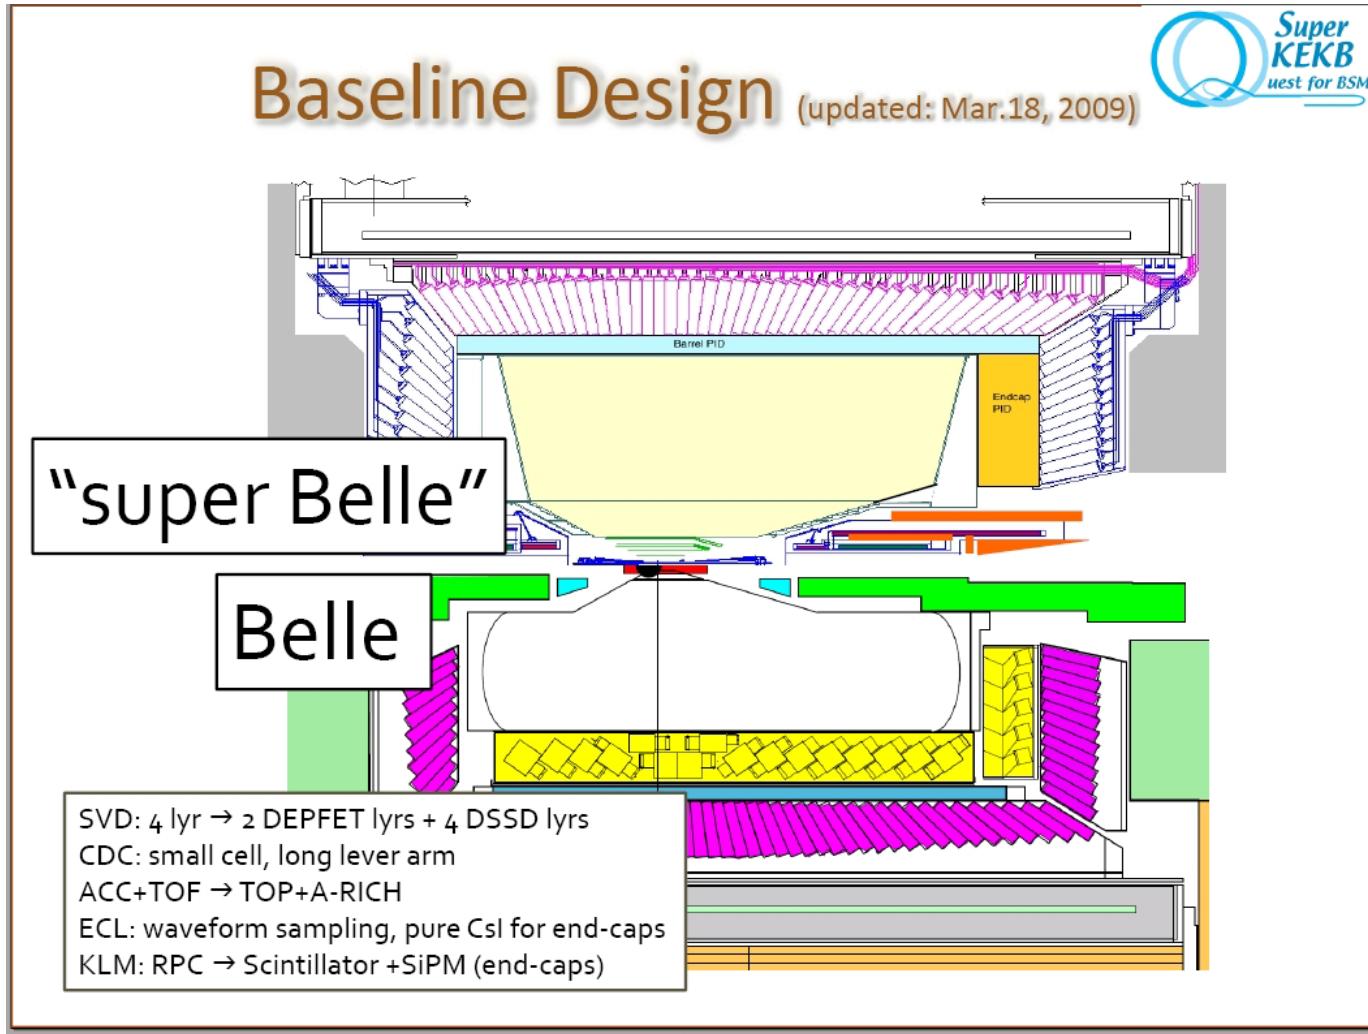 Super
KEKB
uest for BSM
Baseline Design (updated: Mar.18, 2009)
Barrel PID
Endcap
PID
“super Belle”
Belle
SVD: 4 lyr → 2 DEPFET lyrs + 4 DSSD lyrs
CDC: small cell, long lever arm
ACC+TOF → TOP+A-RICH
ECL: waveform sampling, pure CsI for end-caps
KLM: RPC → Scintillator +SiPM (end-caps)